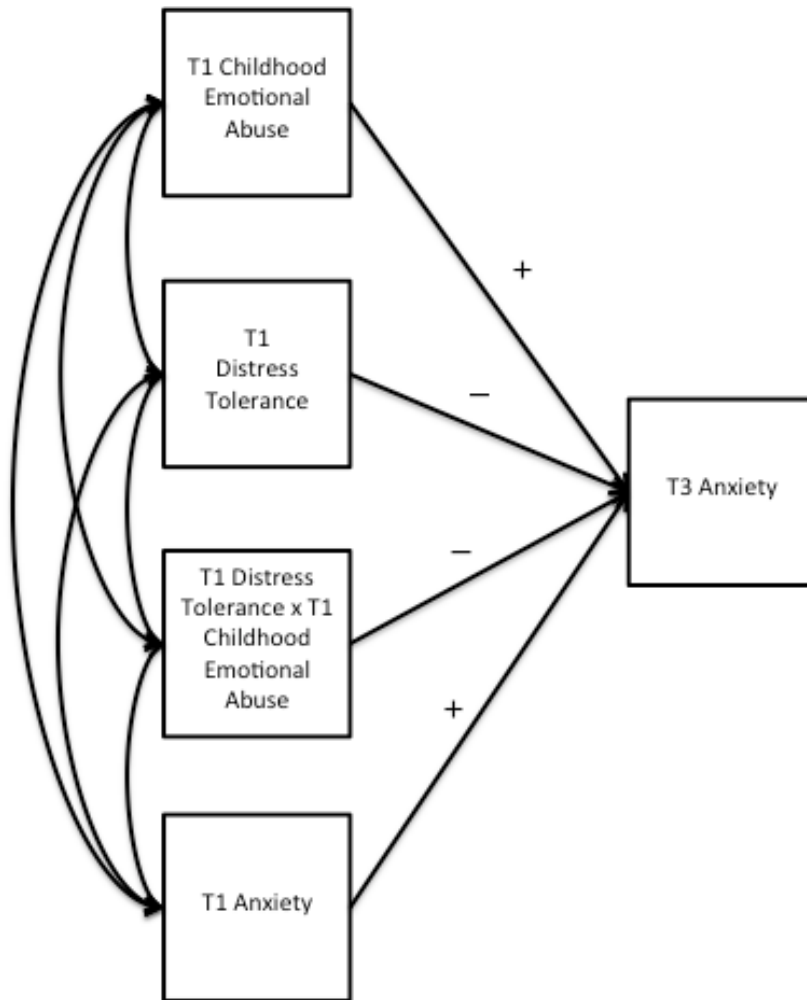 T1 Childhood
Emotional
Abuse
+
T1
Distress
Tolerance
–
T3 Anxiety
–
T1 Distress
Tolerance x T1
Childhood
Emotional
Abuse
+
T1 Anxiety